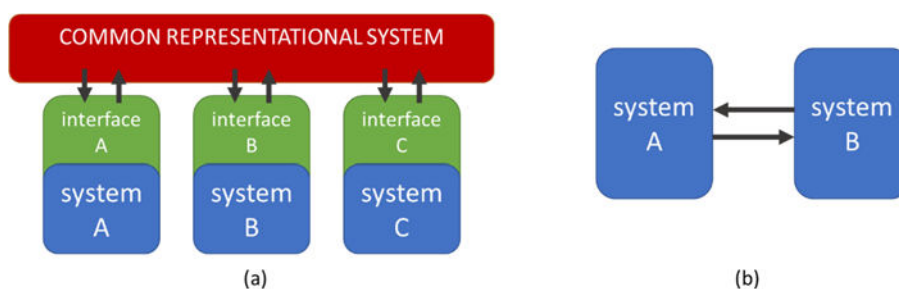 COMMON REPRESENTATIONAL SYSTEM
interface
A
interface
B
interface
C
system
A
system
B
system
C
(a)
system
A
system
B
(b)